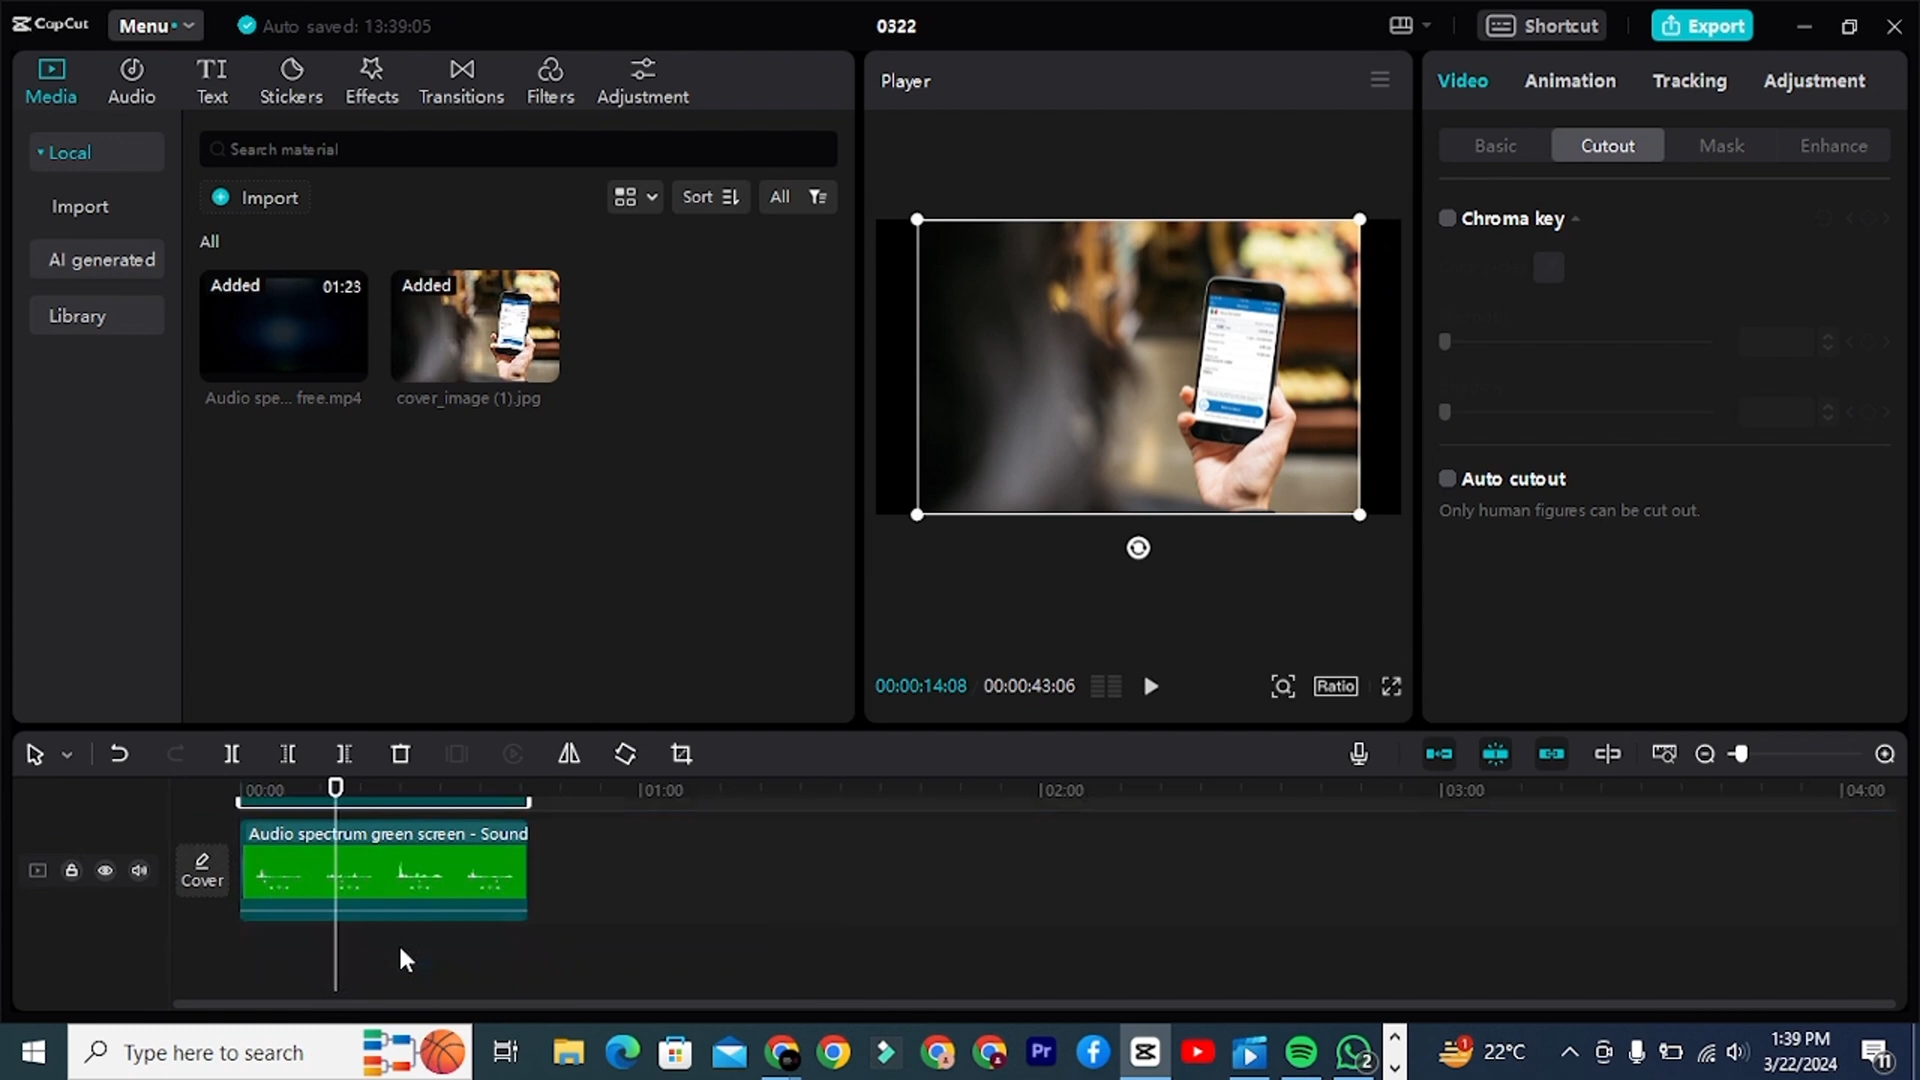 CapCut
Menu
Auto saved: 13:39:05
0322
Shortcut
Export
Media
Audio
TI
Text
Stickers
Effects
Transitions
Filters
Adjustment
Local
Import
AI generated
Library
Search material
Import
Sort
All
All
Added
01:23
Audio spe... free.mp4
Added
cover_image (1).jpg
Player
00:00:14:08
00:00:43:06
Ratio
Video
Animation
Tracking
Adjustment
Basic
Cutout
Mask
Enhance
Chroma key
Auto cutout
Only human figures can be cut out.
00:00
01:00
02:00
03:00
04:00
Cover
Audio spectrum green screen - Sound
Type here to search
Pr
2
1
22°C
1:39 PM
3/22/2024
11